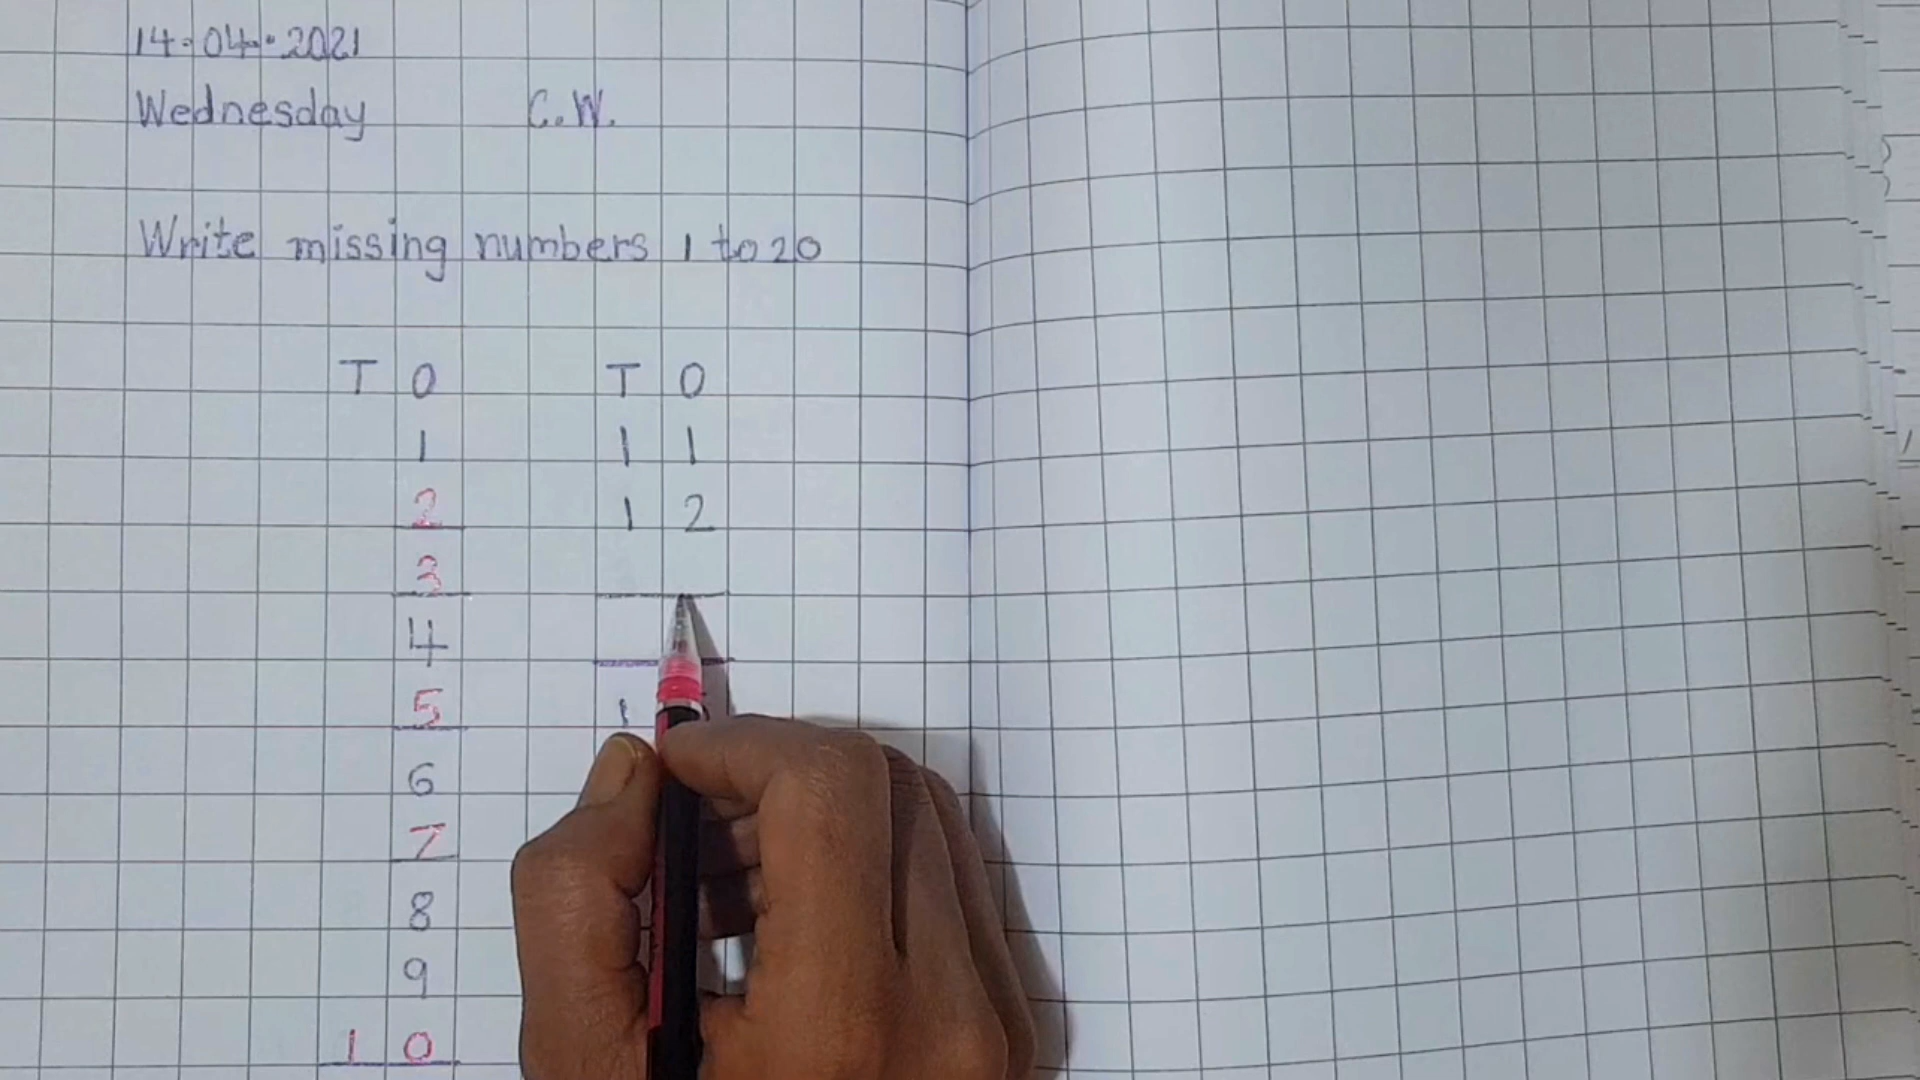 14.04.2021
Wednesday C.W.
Write missing numbers 1 to 20
T O T O
1 1 1
2 1 2
3
4
5 1
6
7
8
9
1 0